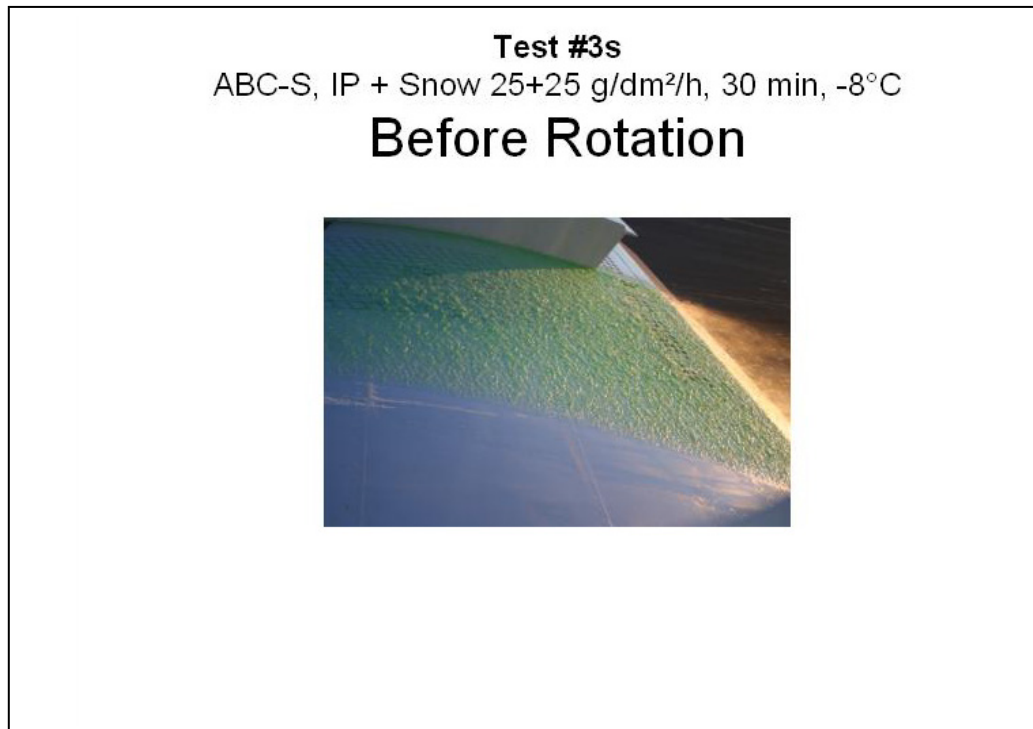 Test #3s
ABC-S, IP + Snow 25+25 g/dm²/h, 30 min, -8°C
Before Rotation